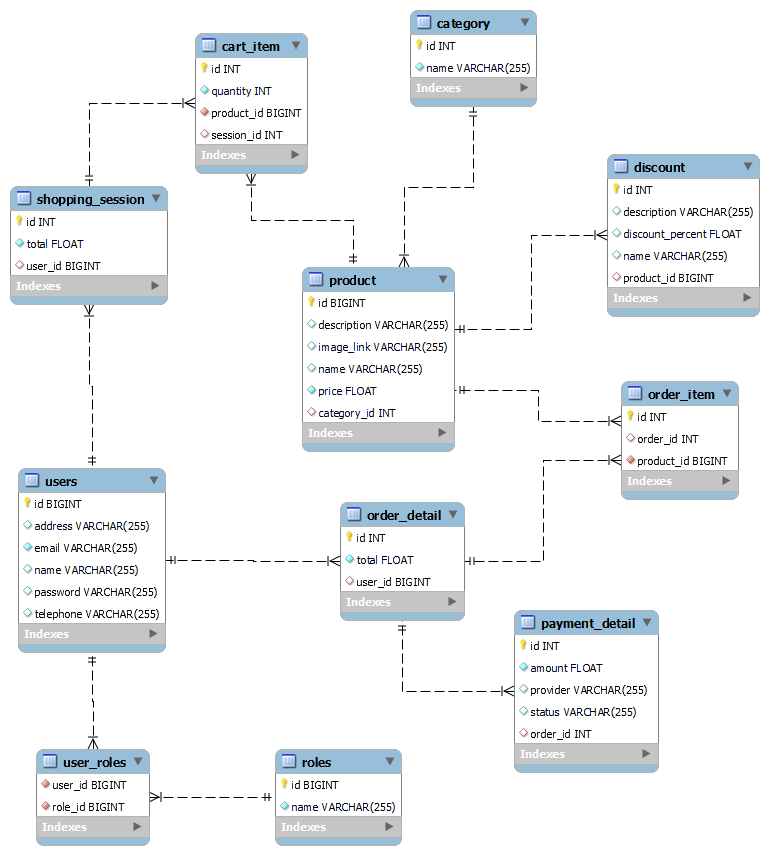 category
id INT
name VARCHAR(255)
Indexes
cart_item
id INT
quantity INT
product_id BIGINT
session_id INT
Indexes
discount
id INT
description VARCHAR(255)
discount_percent FLOAT
name VARCHAR(255)
product_id BIGINT
Indexes
shopping_session
id INT
total FLOAT
user_id BIGINT
Indexes
product
id BIGINT
description VARCHAR(255)
image_link VARCHAR(255)
name VARCHAR(255)
price FLOAT
category_id INT
Indexes
order_item
id INT
order_id INT
product_id BIGINT
Indexes
users
id BIGINT
address VARCHAR(255)
email VARCHAR(255)
name VARCHAR(255)
password VARCHAR(255)
telephone VARCHAR(255)
Indexes
order_detail
id INT
total FLOAT
user_id BIGINT
Indexes
payment_detail
id INT
amount FLOAT
provider VARCHAR(255)
status VARCHAR(255)
order_id INT
Indexes
user_roles
user_id BIGINT
role_id BIGINT
Indexes
roles
id BIGINT
name VARCHAR(255)
Indexes